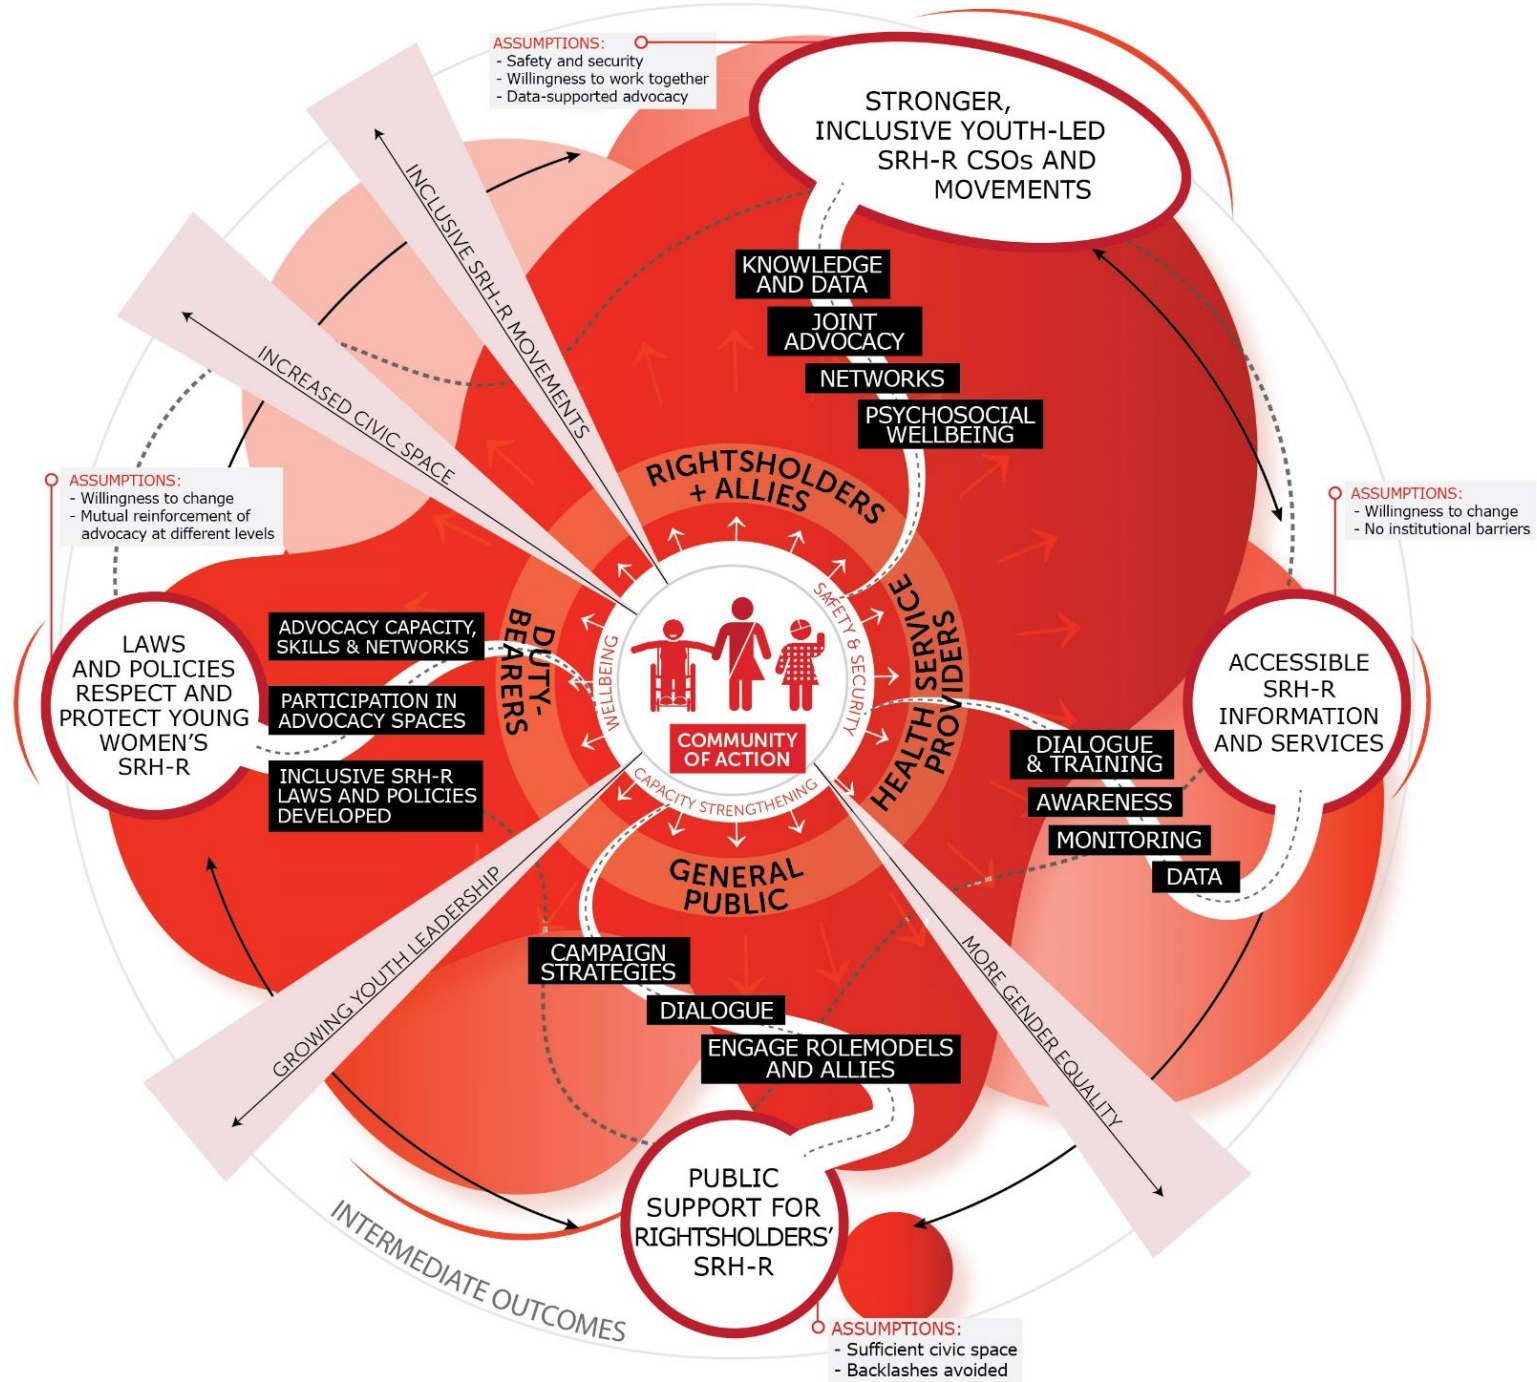 ASSUMPTIONS:
- Safety and security
- Willingness to work together
- Data-supported advocacy
STRONGER,
INCLUSIVE YOUTH-LED
SRH-R CSOs AND
MOVEMENTS
INCLUSIVE SRH-R MOVEMENTS
INCREASED CIVIC SPACE
KNOWLEDGE
AND DATA
JOINT
ADVOCACY
NETWORKS
PSYCHOSOCIAL
WELLBEING
RIGHTSHOLDERS
+ ALLIES
ASSUMPTIONS:
- Willingness to change
- Mutual reinforcement of
advocacy at different levels
ASSUMPTIONS:
- Willingness to change
- No institutional barriers
LAWS
AND POLICIES
RESPECT AND
PROTECT YOUNG
WOMEN'S
SRH-R
ADVOCACY CAPACITY,
SKILLS & NETWORKS
PARTICIPATION IN
ADVOCACY SPACES
INCLUSIVE SRH-R
LAWS AND POLICIES
DEVELOPED
DUTY-
BEARERS
WELLBEING
SAFETY & SECURITY
COMMUNITY
OF ACTION
CAPACITY STRENGTHENING
HEALTH SERVICE
PROVIDERS
ACCESSIBLE
SRH-R
INFORMATION
AND SERVICES
DIALOGUE
& TRAINING
AWARENESS
MONITORING
DATA
GENERAL
PUBLIC
GROWING YOUTH LEADERSHIP
MORE GENDER EQUALITY
CAMPAIGN
STRATEGIES
DIALOGUE
ENGAGE ROLEMODELS
AND ALLIES
PUBLIC
SUPPORT FOR
RIGHTSHOLDERS'
SRH-R
INTERMEDIATE OUTCOMES
ASSUMPTIONS:
- Sufficient civic space
- Backlashes avoided